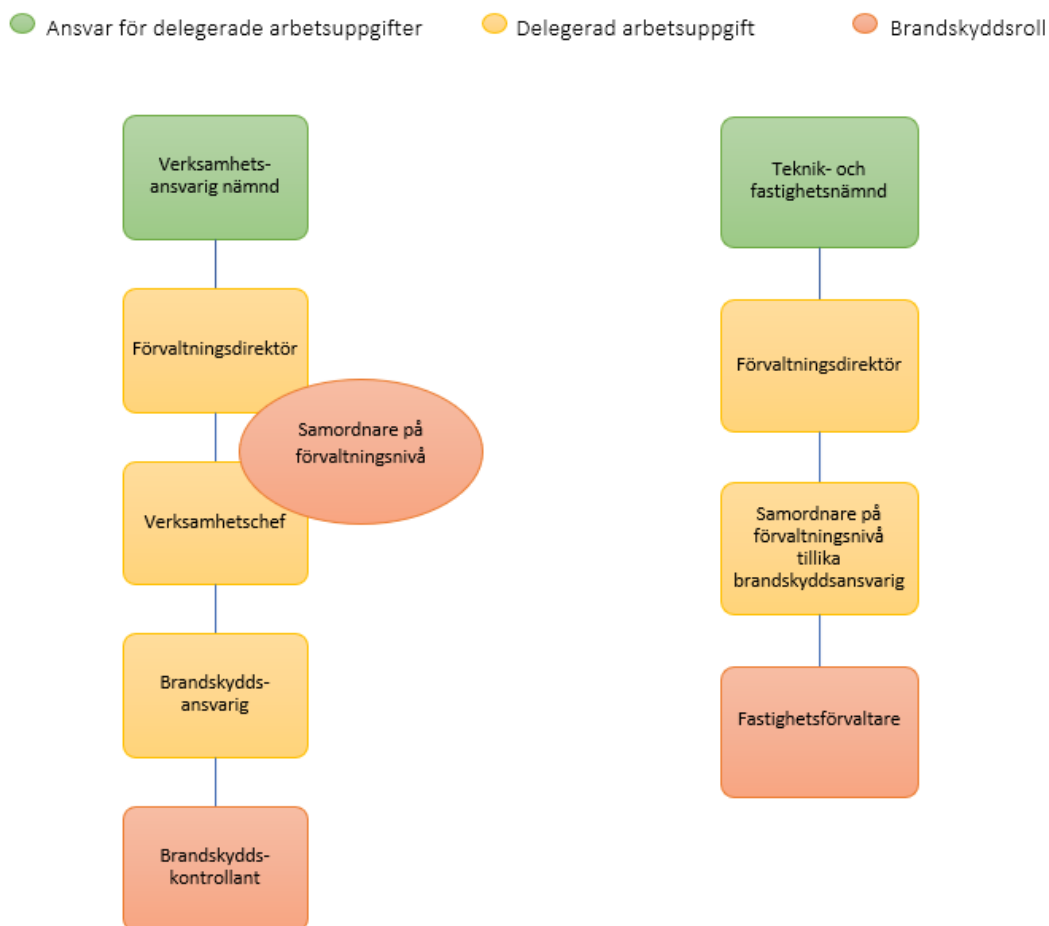 Ansvar för delegerade arbetsuppgifter
Delegerad arbetsuppgift
Brandskyddsroll
Verksamhets-
ansvarig nämnd
Förvaltningsdirektör
Samordnare på
förvaltningsnivå
Verksamhetschef
Brandskydds-
ansvarig
Brandskydds-
kontrollant
Teknik- och
fastighetsnämnd
Förvaltningsdirektör
Samordnare på
förvaltningsnivå
tillika
brandskyddsansvarig
Fastighetsförvaltare